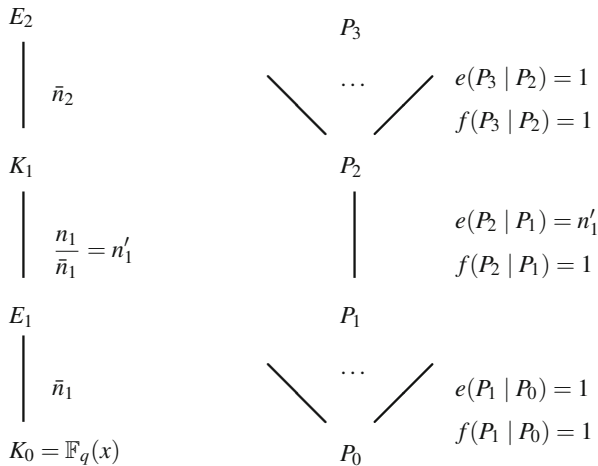 E₂ P₃
n̄₂ … e(P₃ | P₂) = 1
f(P₃ | P₂) = 1
K₁ P₂
n₁/n̄₁ = n′₁ e(P₂ | P₁) = n′₁
f(P₂ | P₁) = 1
E₁ P₁
n̄₁ … e(P₁ | P₀) = 1
f(P₁ | P₀) = 1
K₀ = 𝔽_q(x) P₀